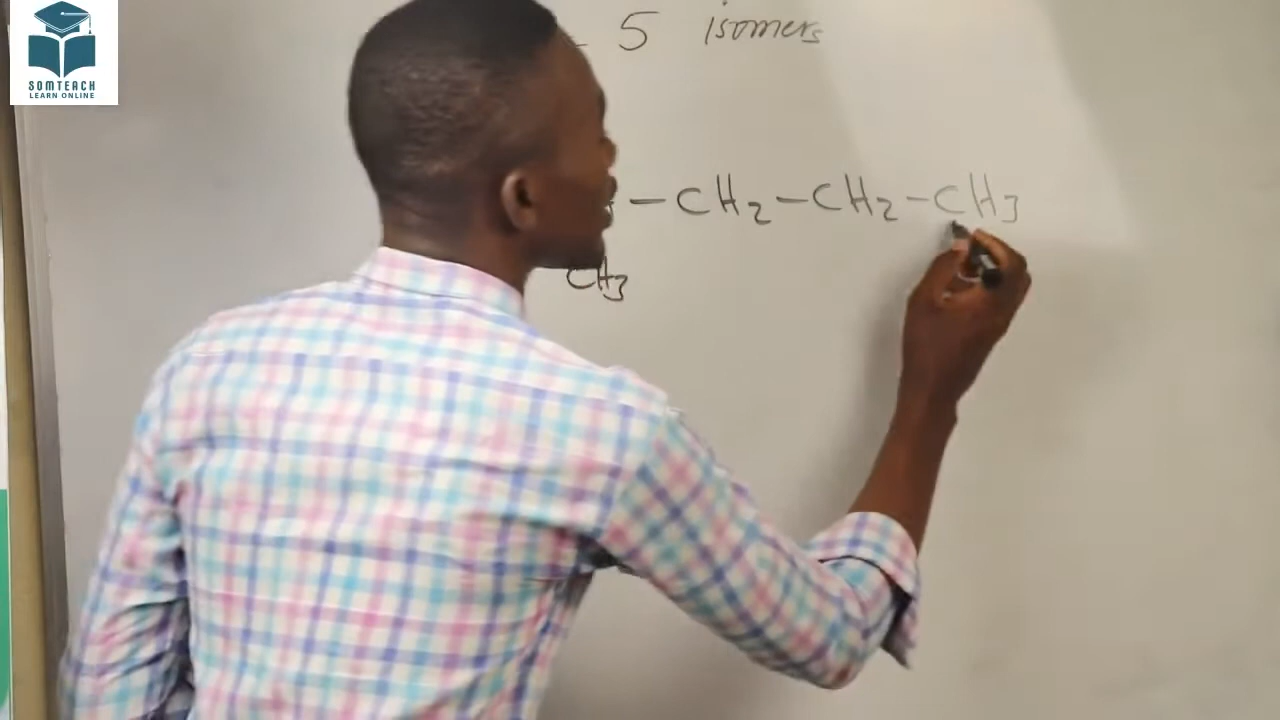 SOMTEACH
LEARN ONLINE
5 isomers
— CH2 — CH2 — CH3
CH3